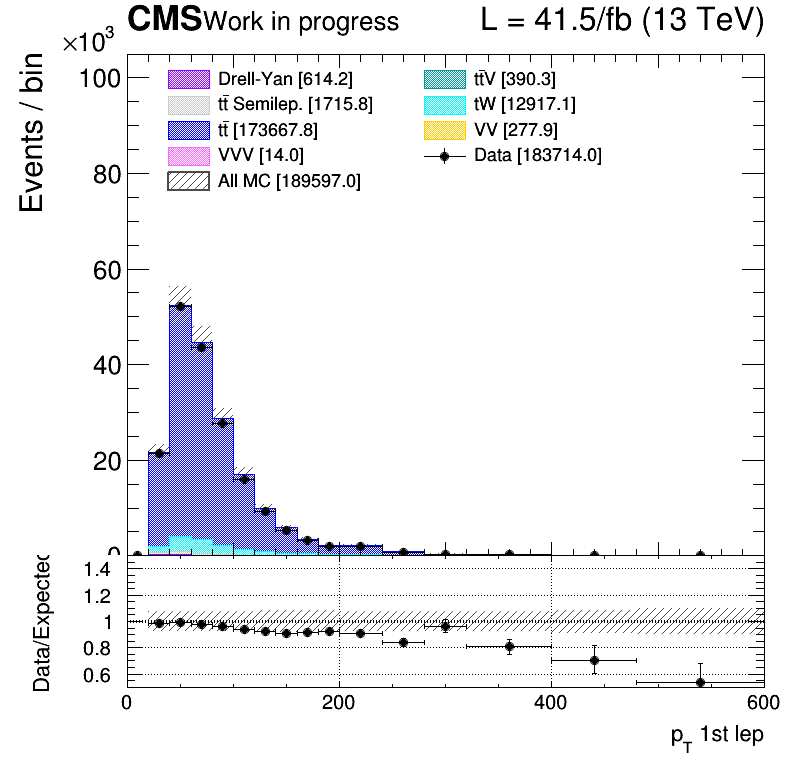 CMS Work in progress L = 41.5/fb (13 TeV)
×10³
Events / bin
Drell-Yan [614.2]
tt̄ Semilep. [1715.8]
tt̄ [173667.8]
VVV [14.0]
All MC [189597.0]
tt̄V [390.3]
tW [12917.1]
VV [277.9]
Data [183714.0]
100
80
60
40
20
0
Data/Expected
1.4
1.2
1
0.8
0.6
0 200 400 600
p_T 1st lep